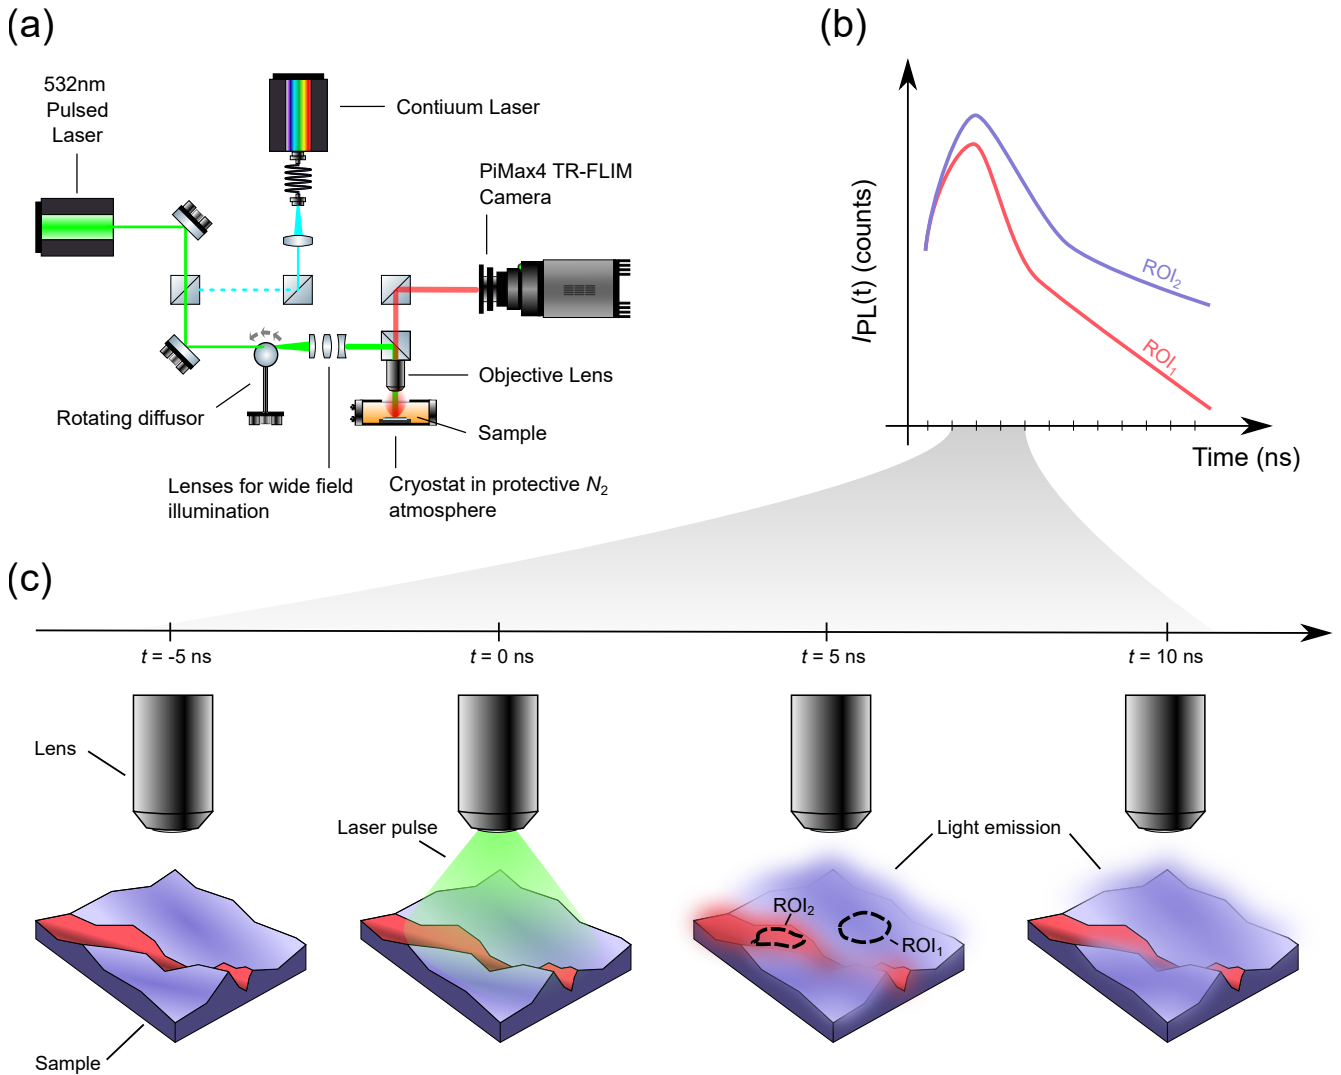 (a)
532nm
Pulsed
Laser
Contiuum Laser
PiMax4 TR-FLIM
Camera
Objective Lens
Rotating diffusor
Sample
Lenses for wide field
illumination
Cryostat in protective N₂
atmosphere
(b)
I_PL(t) (counts)
ROI₂
ROI₁
Time (ns)
(c)
t = -5 ns
t = 0 ns
t = 5 ns
t = 10 ns
Lens
Laser pulse
Light emission
ROI₂
ROI₁
Sample